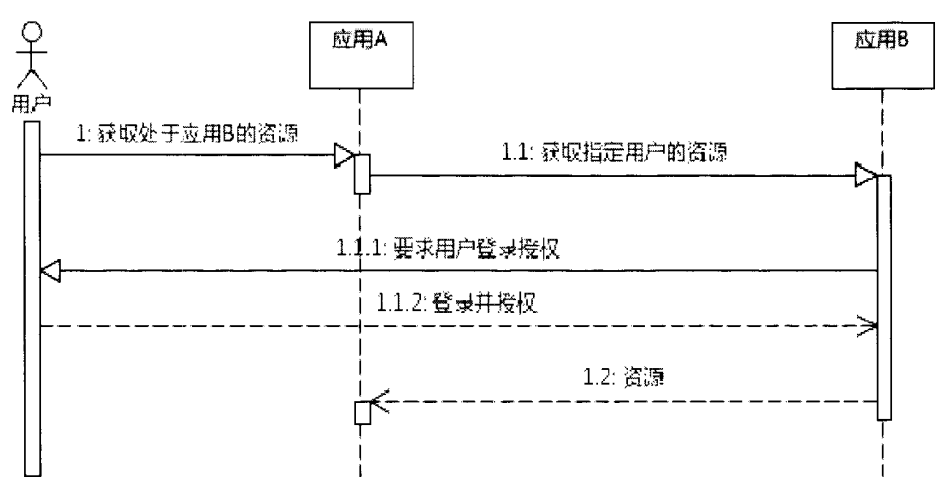 应用A
应用B
用户
1: 获取处于应用B的资源
1.1: 获取指定用户的资源
1.1.1: 要求用户登录授权
1.1.2: 登录并授权
1.2: 资源